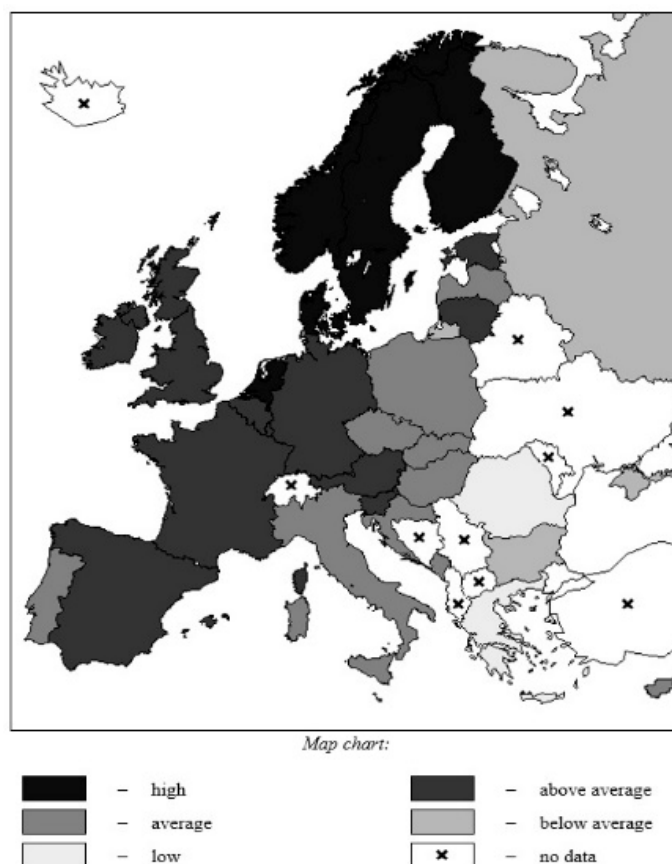 Map chart:
– high
– above average
– average
– below average
– low
– no data